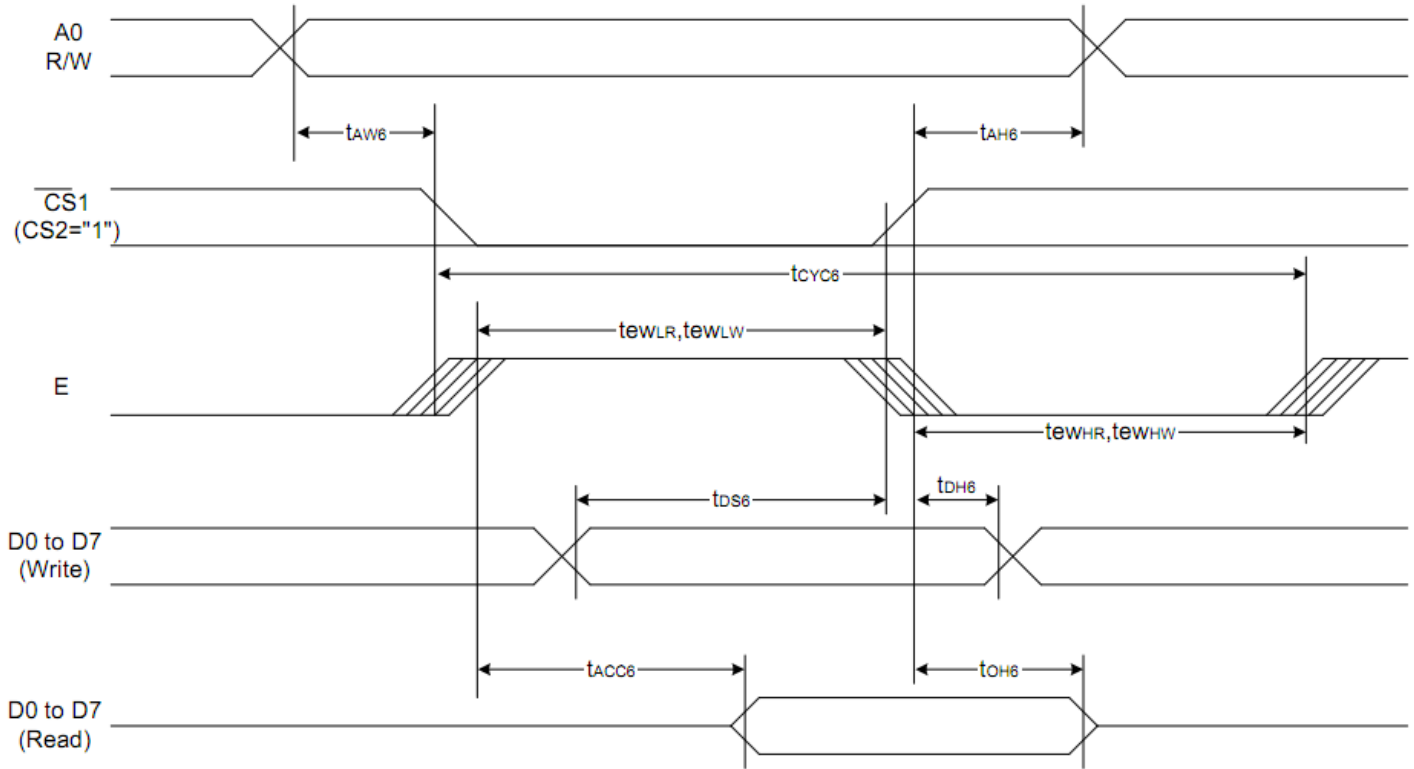 A0
R/W
tAW6
tAH6
CS1
(CS2="1")
tCYC6
tewLR,tewLW
E
tewHR,tewHW
tDS6
tDH6
D0 to D7
(Write)
tACC6
tOH6
D0 to D7
(Read)